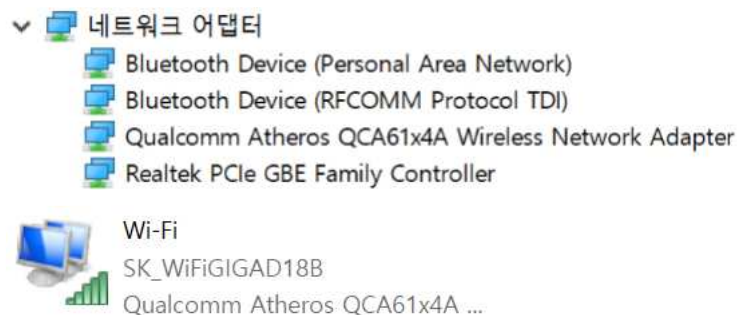 네트워크 어댑터
Bluetooth Device (Personal Area Network)
Bluetooth Device (RFCOMM Protocol TDI)
Qualcomm Atheros QCA61x4A Wireless Network Adapter
Realtek PCIe GBE Family Controller
Wi-Fi
SK_WiFiGIGAD18B
Qualcomm Atheros QCA61x4A ...